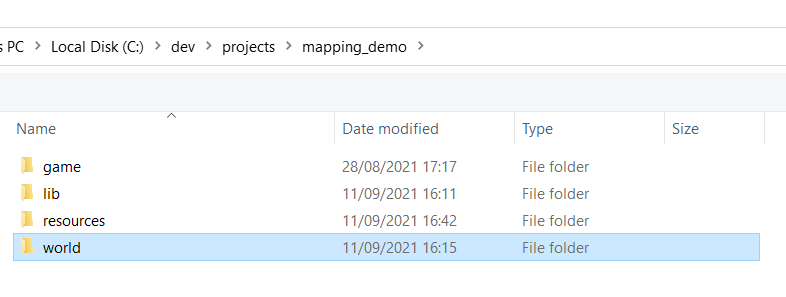 s PC > Local Disk (C:) > dev > projects > mapping_demo >
Name Date modified Type Size
game 28/08/2021 17:17 File folder
lib 11/09/2021 16:11 File folder
resources 11/09/2021 16:42 File folder
world 11/09/2021 16:15 File folder